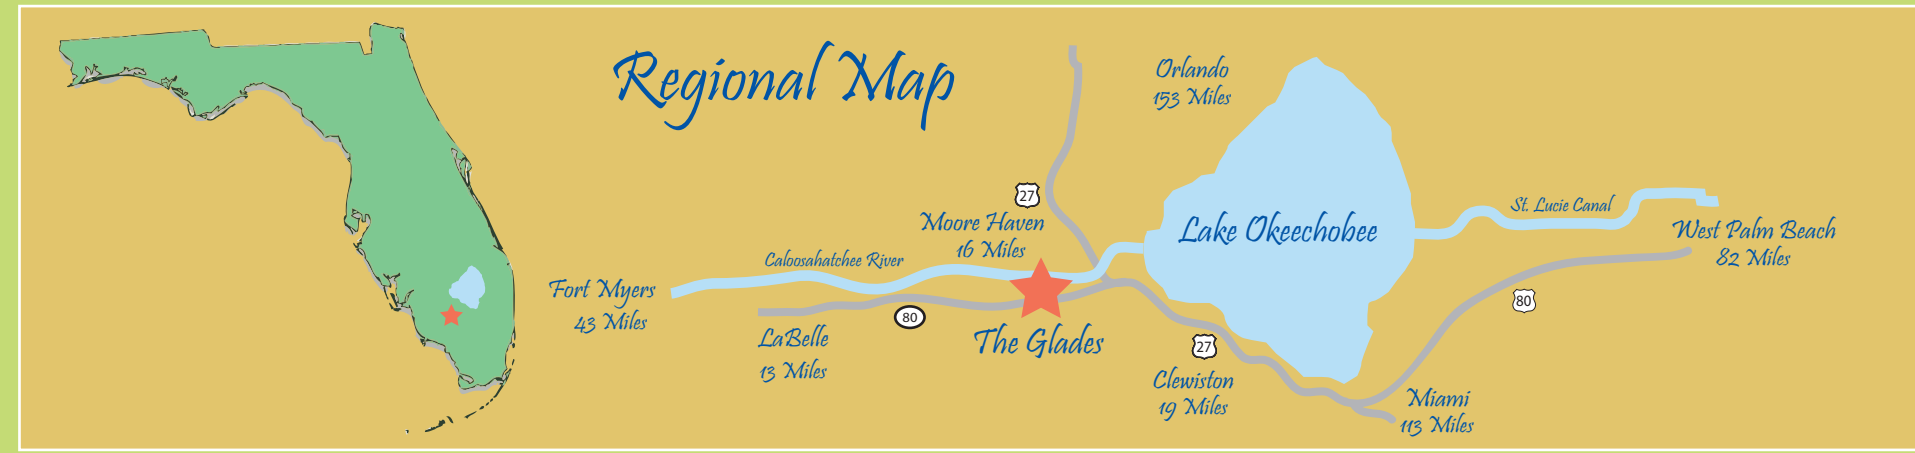 Regional Map
Orlando
153 Miles
27
Moore Haven
16 Miles
Lake Okeechobee
St. Lucie Canal
West Palm Beach
82 Miles
Caloosahatchee River
Fort Myers
43 Miles
80
80
LaBelle
13 Miles
The Glades
27
Clewiston
19 Miles
Miami
113 Miles